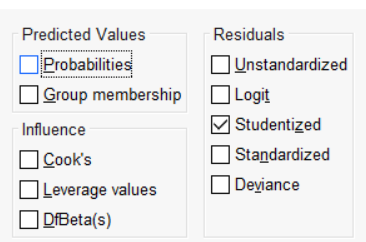 Predicted Values
Probabilities
Group membership
Influence
Cook's
Leverage values
DfBeta(s)
Residuals
Unstandardized
Logit
Studentized
Standardized
Deviance